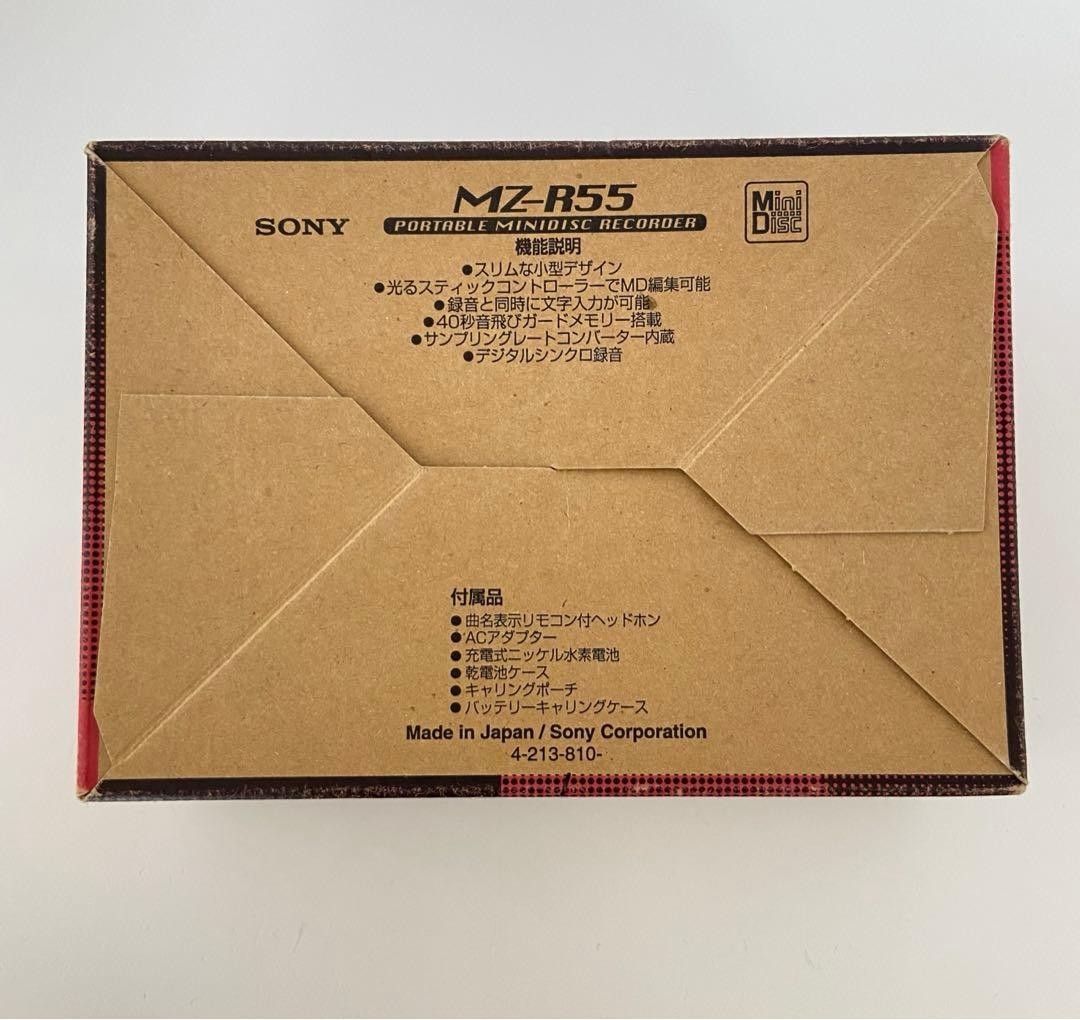 SONY
MZ-R55
PORTABLE MINIDISC RECORDER
Mini
Disc
機能説明
●スリムな小型デザイン
●光るスティックコントローラーでMD編集可能
●録音と同時に文字入力が可能
●40秒音飛びガードメモリー搭載
●サンプリングレートコンバーター内蔵
●デジタルシンクロ録音
付属品
●曲名表示リモコン付ヘッドホン
●ACアダプター
●充電式ニッケル水素電池
●乾電池ケース
●キャリングポーチ
●バッテリーキャリングケース
Made in Japan / Sony Corporation
4-213-810-